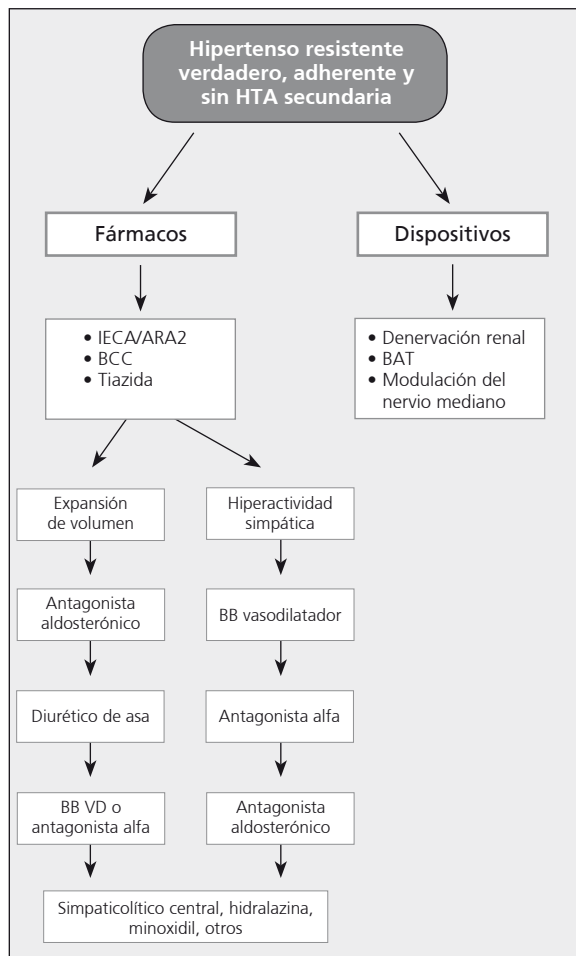 Hipertenso resistente
verdadero, adherente y
sin HTA secundaria
Fármacos
Dispositivos
• IECA/ARA2
• BCC
• Tiazida
• Denervación renal
• BAT
• Modulación del
nervio mediano
Expansión
de volumen
Hiperactividad
simpática
Antagonista
aldosterónico
BB vasodilatador
Diurético de asa
Antagonista alfa
BB VD o
antagonista alfa
Antagonista
aldosterónico
Simpaticolítico central, hidralazina,
minoxidil, otros